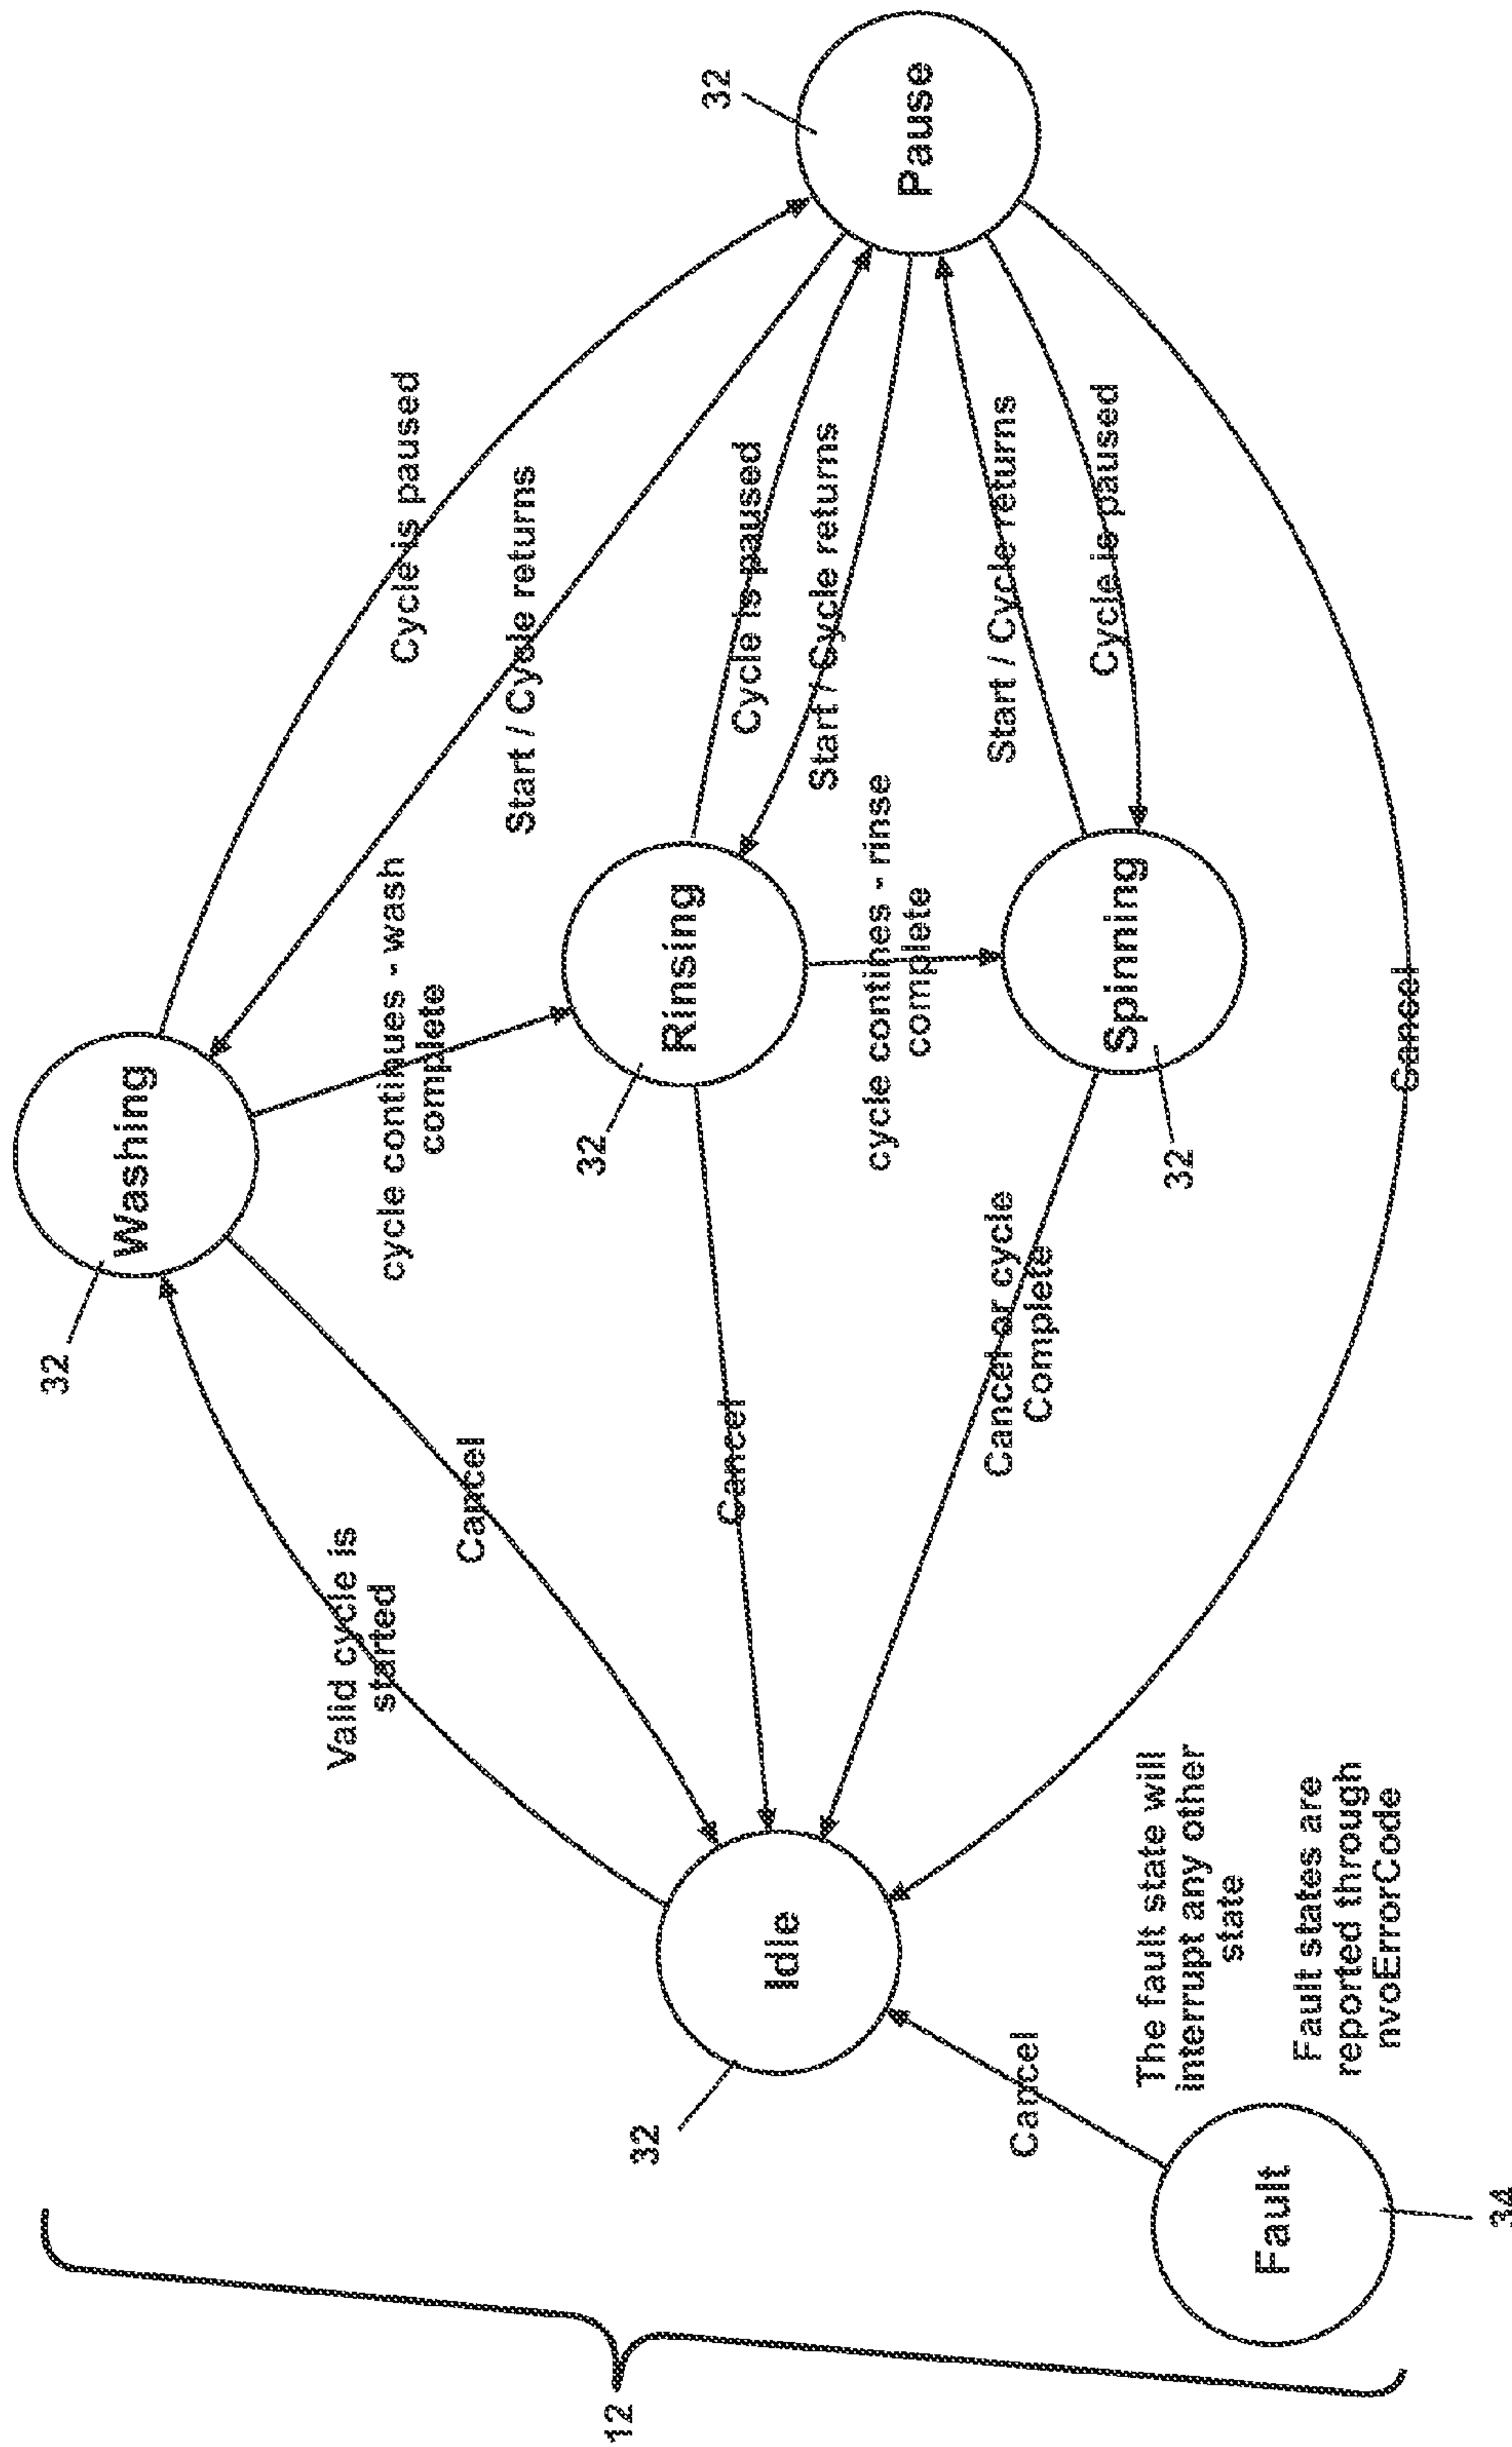 32
Washing
Valid cycle is
started
cycle continues - wash
complete
Cycle is paused
Cancel
Start / Cycle returns
32
12
32
Rinsing
32
Cancel
Cycle is paused
Idle
Start / Cycle returns
cycle contines - rinse
complete
Pause
Cancel or cycle
Complete
Start / Cycle returns
Cancel
Cycle is paused
Spinning
32
The fault state will
interrupt any other
state
Fault
Fault states are
reported through
nvoErrorCode
Cancel
34